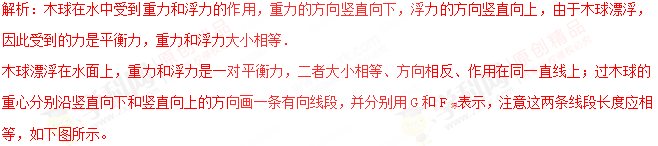 解析：木球在水中受到重力和浮力的作用，重力的方向竖直向下，浮力的方向竖直向上，由于木球漂浮，
因此受到的力是平衡力，重力和浮力大小相等．
木球漂浮在水面上，重力和浮力是一对平衡力，二者大小相等、方向相反、作用在同一直线上；过木球的
重心分别沿竖直向下和竖直向上的方向画一条有向线段，并分别用 G 和 F浮表示，注意这两条线段长度应相
等，如下图所示。